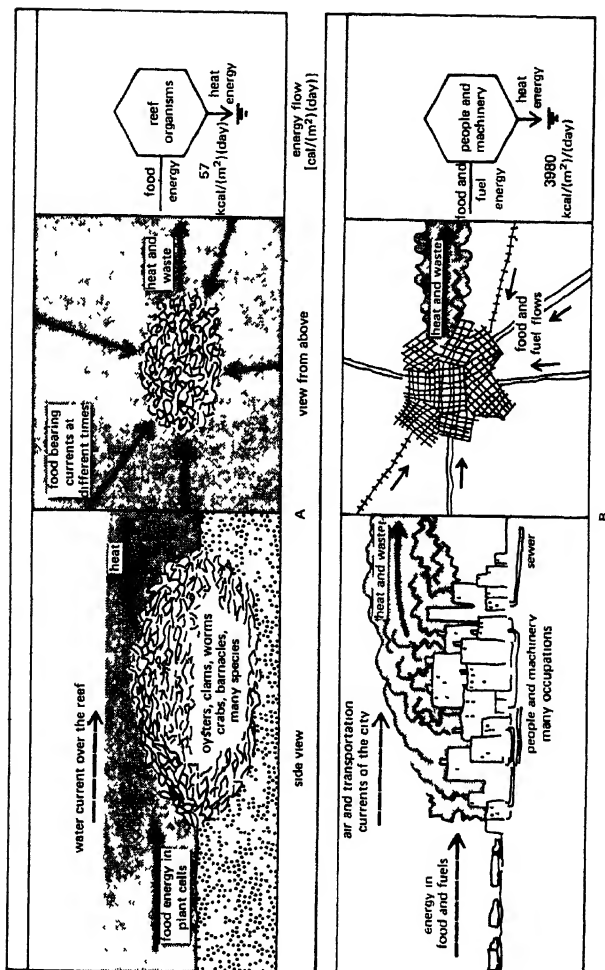 water current over the reef
heat
food energy in
plant cells
oysters, clams, worms
crabs, barnacles,
many species
side view
food bearing
currents at
different times
heat and
waste
view from above
A
food
energy
reef
organisms
heat
energy
57
kcal/(m²)(day)
energy flow
[cal/(m²)(day)]
air and transportation
currents of the city
heat and waste
energy in
food and fuels
people and machinery
many occupations
sewer
heat and waste
food and
fuel flows
B
food and
fuel
energy
people and
machinery
heat
energy
3980
kcal/(m²)/(day)